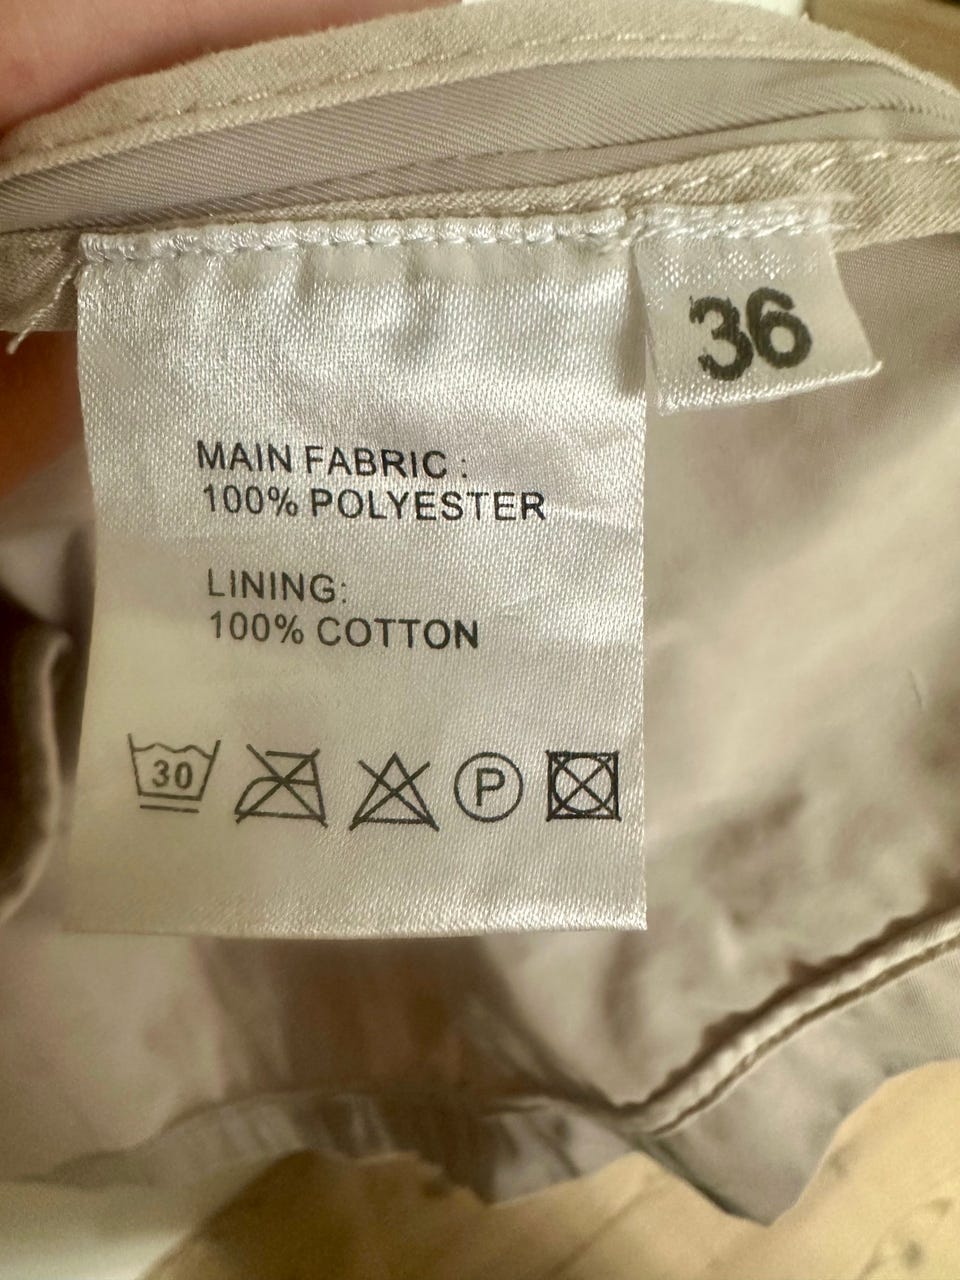 36
MAIN FABRIC :
100% POLYESTER
LINING:
100% COTTON
30
P